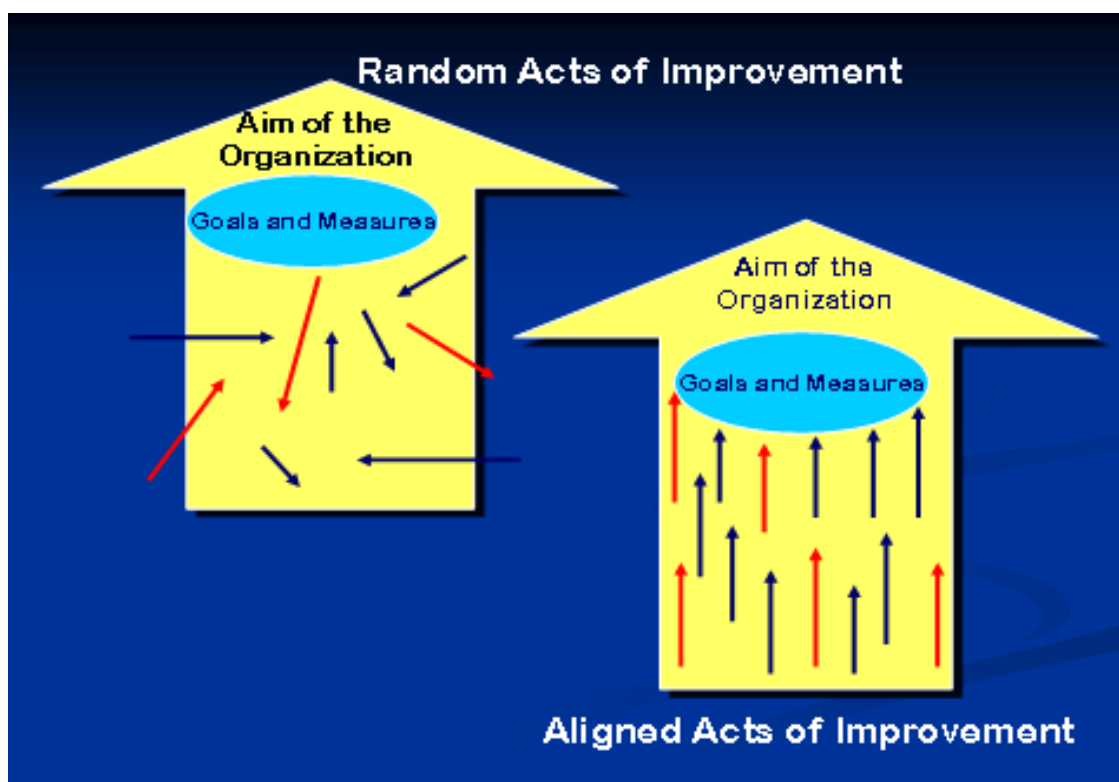 Random Acts of Improvement
Aim of the
Organization
Goals and Measures
Aim of the
Organization
Goals and Measures
Aligned Acts of Improvement